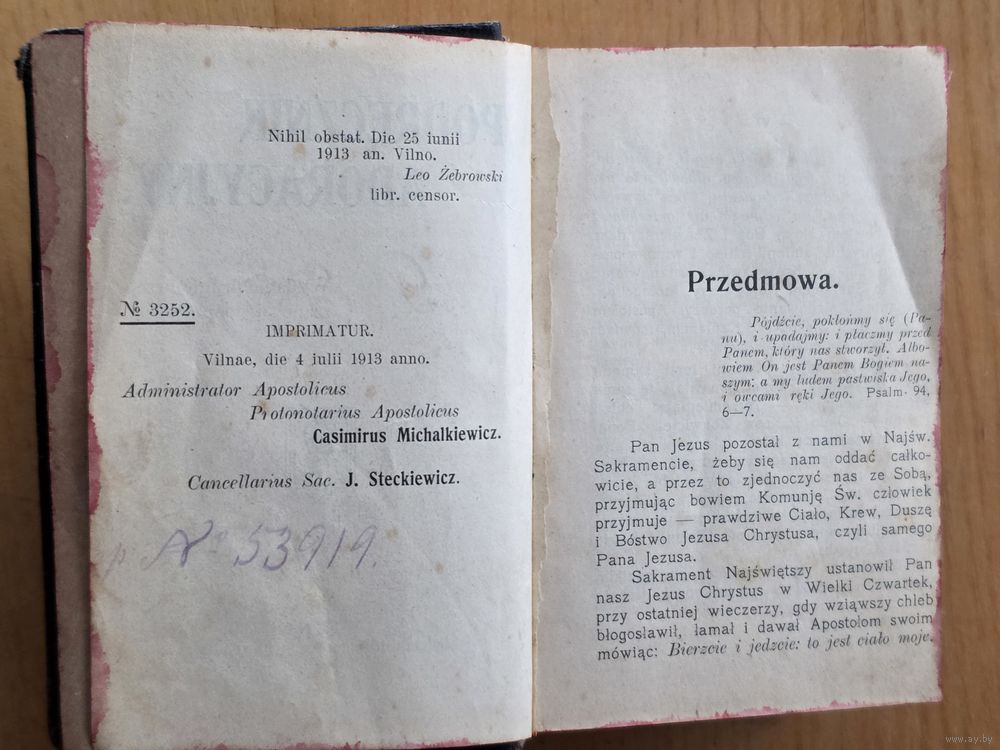 Nihil obstat. Die 25 iunii
1913 an. Vilno.
Leo Żebrowski
libr. censor.
№ 3252.
IMPRIMATUR.
Vilnae, die 4 iulii 1913 anno.
Administrator Apostolicus
Protonotarius Apostolicus
Casimirus Michalkiewicz.
Cancellarius Sac. J. Steckiewicz.
№ 53919.
Przedmowa.
Pójdźcie, pokłońmy się (Pa-
nu), i upadajmy: i płaczmy przed
Panem, który nas stworzył. Albo-
wiem On jest Panem Bogiem na-
szym: a my ludem pastwiska Jego,
i owcami ręki Jego. Psalm. 94,
6—7.
Pan Jezus pozostał z nami w Najśw.
Sakramencie, żeby się nam oddać całko-
wicie, a przez to zjednoczyć nas ze Sobą,
przyjmując bowiem Komunję Św. człowiek
przyjmuje — prawdziwe Ciało, Krew, Duszę
i Bóstwo Jezusa Chrystusa, czyli samego
Pana Jezusa.
Sakrament Najświętszy ustanowił Pan
nasz Jezus Chrystus w Wielki Czwartek,
przy ostatniej wieczerzy, gdy wziąwszy chleb
błogosławił, łamał i dawał Apostołom swoim
mówiąc: Bierzcie i jedzcie: to jest ciało moje.
www.ay.by